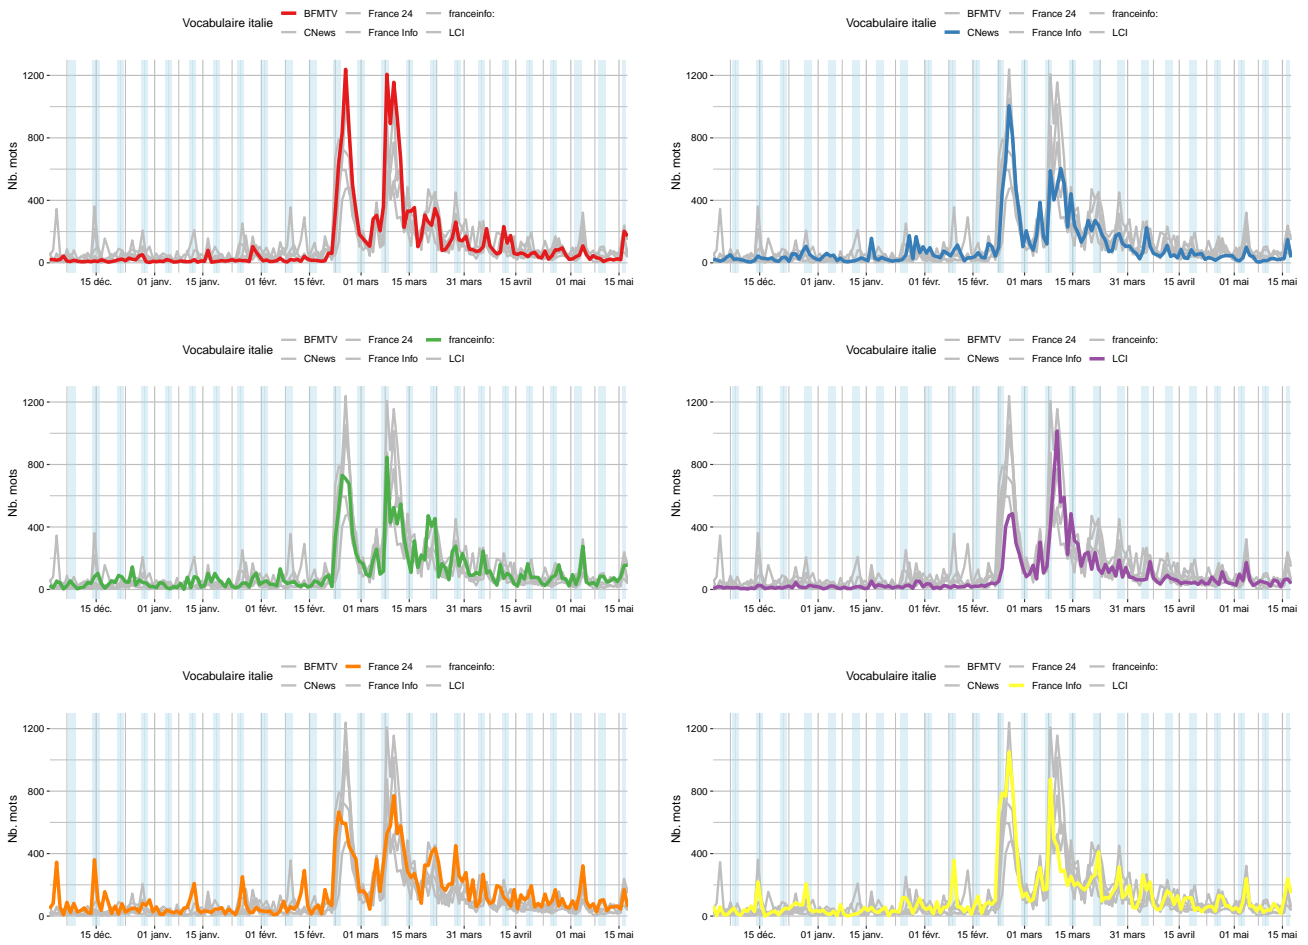 Vocabulaire italie BFMTV France 24 franceinfo:
CNews France Info LCI
Nb. mots
1200
800
400
0
15 déc. 01 janv. 15 janv. 01 févr. 15 févr. 01 mars 15 mars 31 mars 15 avril 01 mai 15 mai
Vocabulaire italie BFMTV France 24 franceinfo:
CNews France Info LCI
Nb. mots
1200
800
400
0
15 déc. 01 janv. 15 janv. 01 févr. 15 févr. 01 mars 15 mars 31 mars 15 avril 01 mai 15 mai
Vocabulaire italie BFMTV France 24 franceinfo:
CNews France Info LCI
Nb. mots
1200
800
400
0
15 déc. 01 janv. 15 janv. 01 févr. 15 févr. 01 mars 15 mars 31 mars 15 avril 01 mai 15 mai
Vocabulaire italie BFMTV France 24 franceinfo:
CNews France Info LCI
Nb. mots
1200
800
400
0
15 déc. 01 janv. 15 janv. 01 févr. 15 févr. 01 mars 15 mars 31 mars 15 avril 01 mai 15 mai
Vocabulaire italie BFMTV France 24 franceinfo:
CNews France Info LCI
Nb. mots
1200
800
400
0
15 déc. 01 janv. 15 janv. 01 févr. 15 févr. 01 mars 15 mars 31 mars 15 avril 01 mai 15 mai
Vocabulaire italie BFMTV France 24 franceinfo:
CNews France Info LCI
Nb. mots
1200
800
400
0
15 déc. 01 janv. 15 janv. 01 févr. 15 févr. 01 mars 15 mars 31 mars 15 avril 01 mai 15 mai